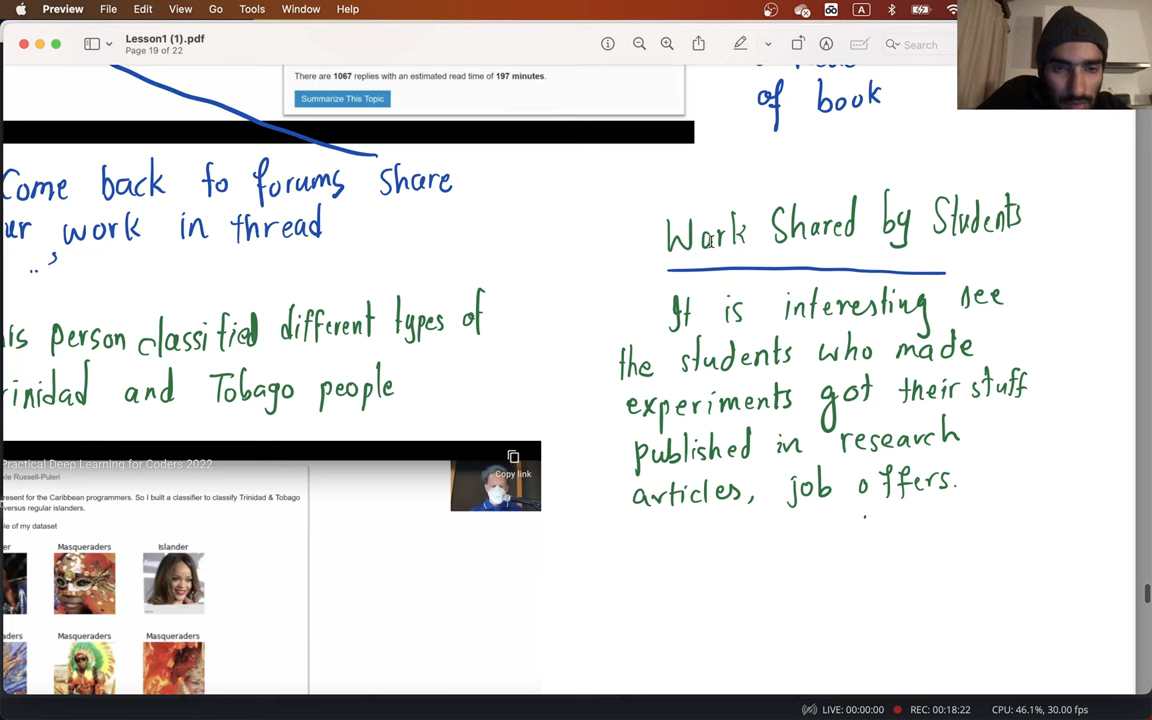 Preview File Edit View Go Tools Window Help
A
Lesson1 (1).pdf
Page 19 of 22
Search
There are 1067 replies with an estimated read time of 197 minutes.
Summarize This Topic
of book
Come back to forums share
ur work in thread
Work Shared by Students
It is interesting see
the students who made
experiments got their stuff
published in research
articles, job offers.
is person classified different types of
rinidad and Tobago people
Practical Deep Learning for Coders 2022
Copy link
kle Russell-Puleri
resent for the Caribbean programmers. So I built a classifier to classify Trinidad & Tobago
versus regular islanders.
le of my dataset
er Masqueraders Islander
aders Masqueraders Masqueraders
LIVE: 00:00:00 REC: 00:18:22 CPU: 46.1%, 30.00 fps